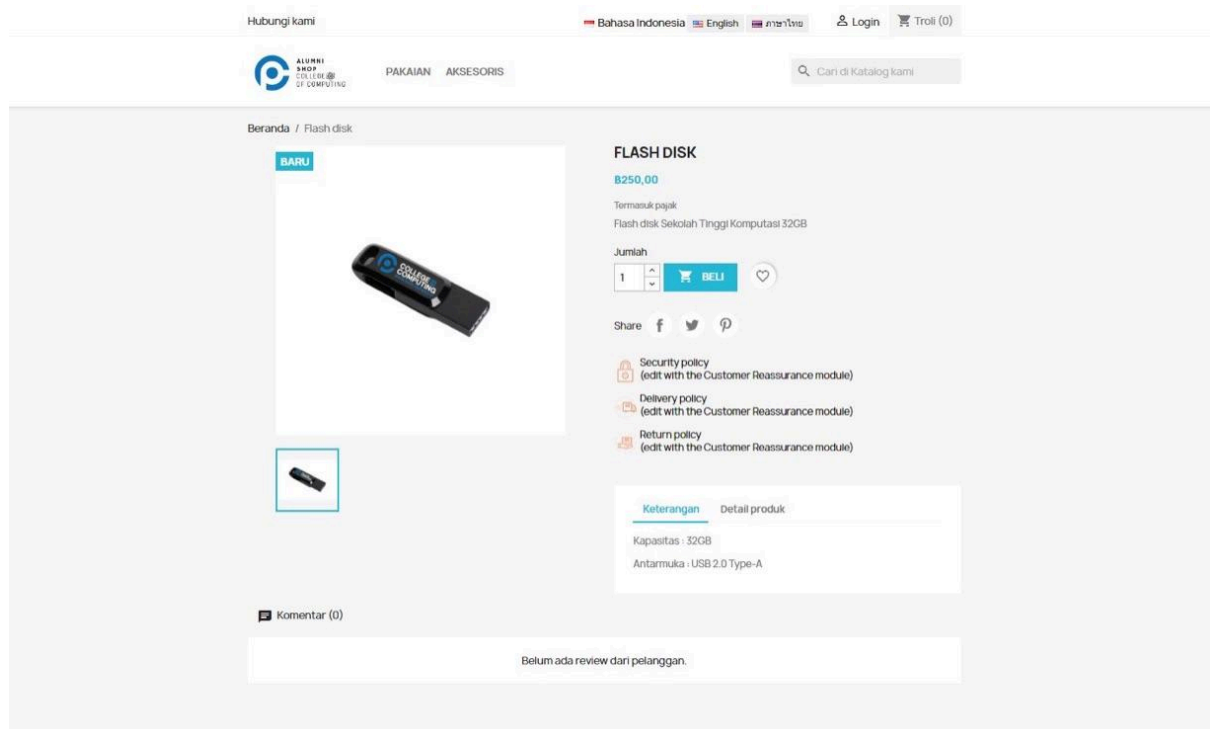 Hubungi kami
Bahasa Indonesia English ภาษาไทย Login Troli (0)
ALUMNI
SHOP
COLLEGE
OF COMPUTING
PAKAIAN AKSESORIS
Cari di Katalog kami
Beranda / Flash disk
BARU
COLLEGE
COMPUTING
FLASH DISK
฿250,00
Termasuk pajak
Flash disk Sekolah Tinggi Komputasi 32GB
Jumlah
1 BELI
Share
Security policy
(edit with the Customer Reassurance module)
Delivery policy
(edit with the Customer Reassurance module)
Return policy
(edit with the Customer Reassurance module)
Keterangan Detail produk
Kapasitas : 32GB
Antarmuka : USB 2.0 Type-A
Komentar (0)
Belum ada review dari pelanggan.